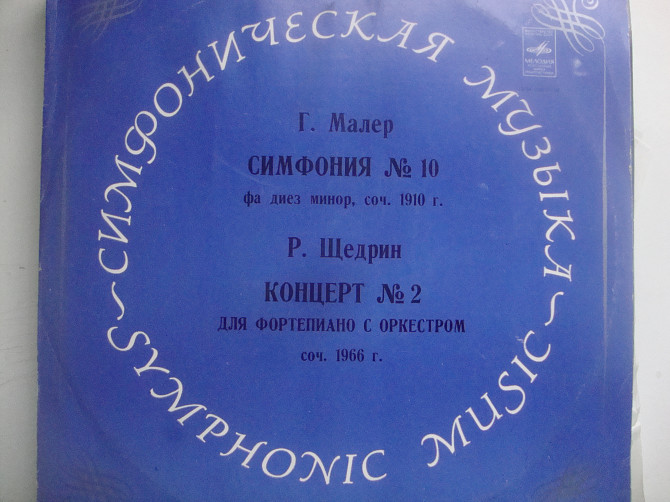 СИМФОНИЧЕСКАЯ МУЗЫКА
Г. Малер
СИМФОНИЯ № 10
фа диез минор, соч. 1910 г.
Р. Щедрин
КОНЦЕРТ № 2
ДЛЯ ФОРТЕПИАНО С ОРКЕСТРОМ
соч. 1966 г.
SYMPHONIC MUSIC
МЕЛОДИЯ